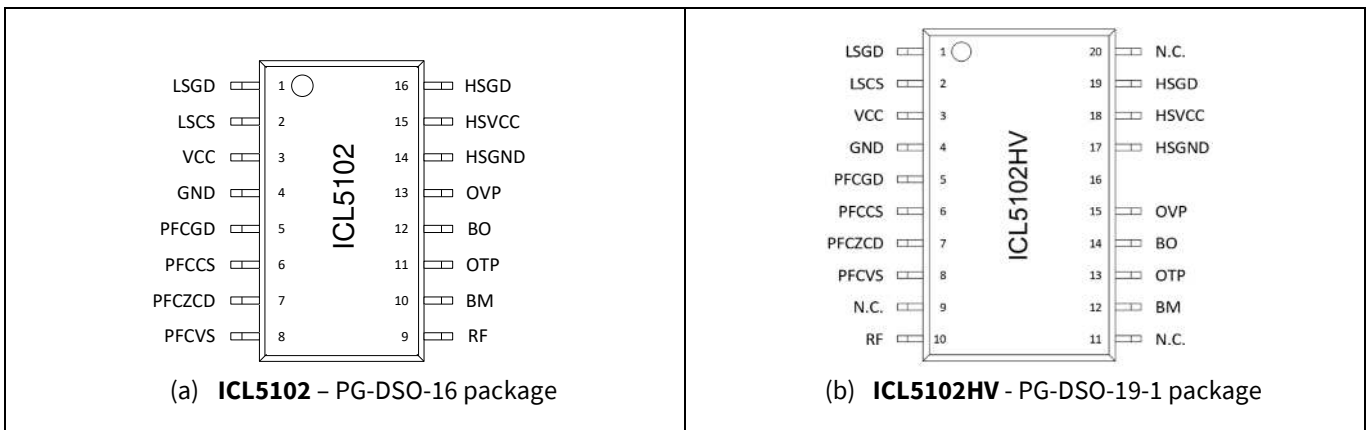 LSGD 1 16 HSGD
LSCS 2 15 HSVCC
VCC 3 14 HSGND
GND 4 13 OVP
PFCGD 5 12 BO
PFCCS 6 11 OTP
PFCZCD 7 10 BM
PFCVS 8 9 RF
ICL5102
(a) ICL5102 – PG-DSO-16 package
LSGD 1 20 N.C.
LSCS 2 19 HSGD
VCC 3 18 HSVCC
GND 4 17 HSGND
PFCGD 5 16
PFCCS 6 15 OVP
PFCZCD 7 14 BO
PFCVS 8 13 OTP
N.C. 9 12 BM
RF 10 11 N.C.
ICL5102HV
(b) ICL5102HV - PG-DSO-19-1 package